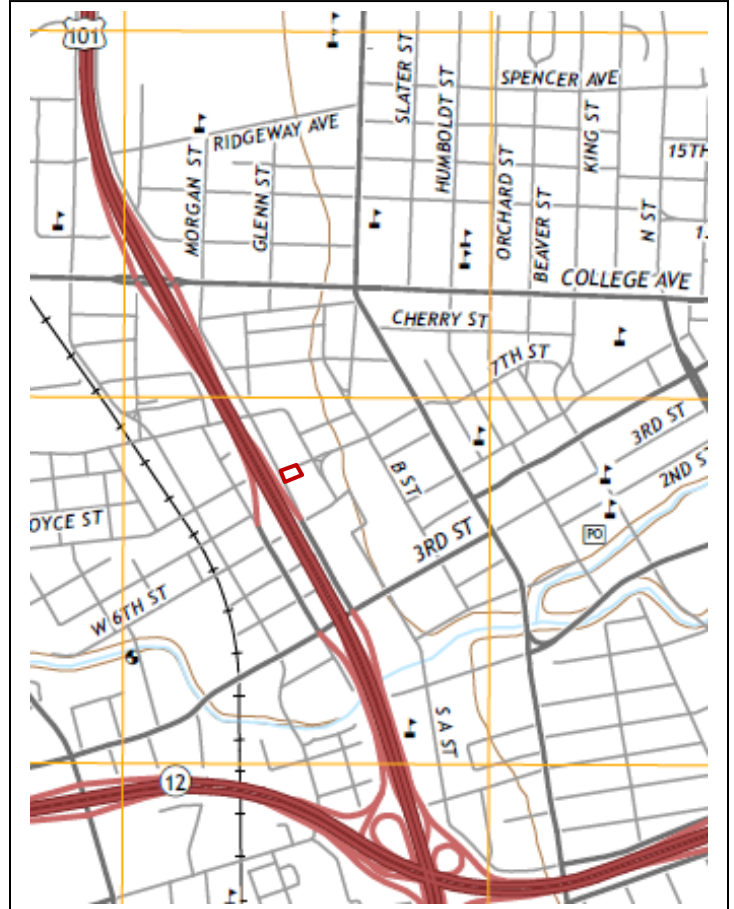 101
SLATER ST
HUMBOLDT ST
SPENCER AVE
KING ST
RIDGEWAY AVE
15TH
MORGAN ST
GLENN ST
ORCHARD ST
BEAVER ST
N ST
1.
COLLEGE AVE
CHERRY ST
7TH ST
3RD ST
B ST
2ND ST
OYCE ST
3RD ST
PO
W 6TH ST
S A ST
12